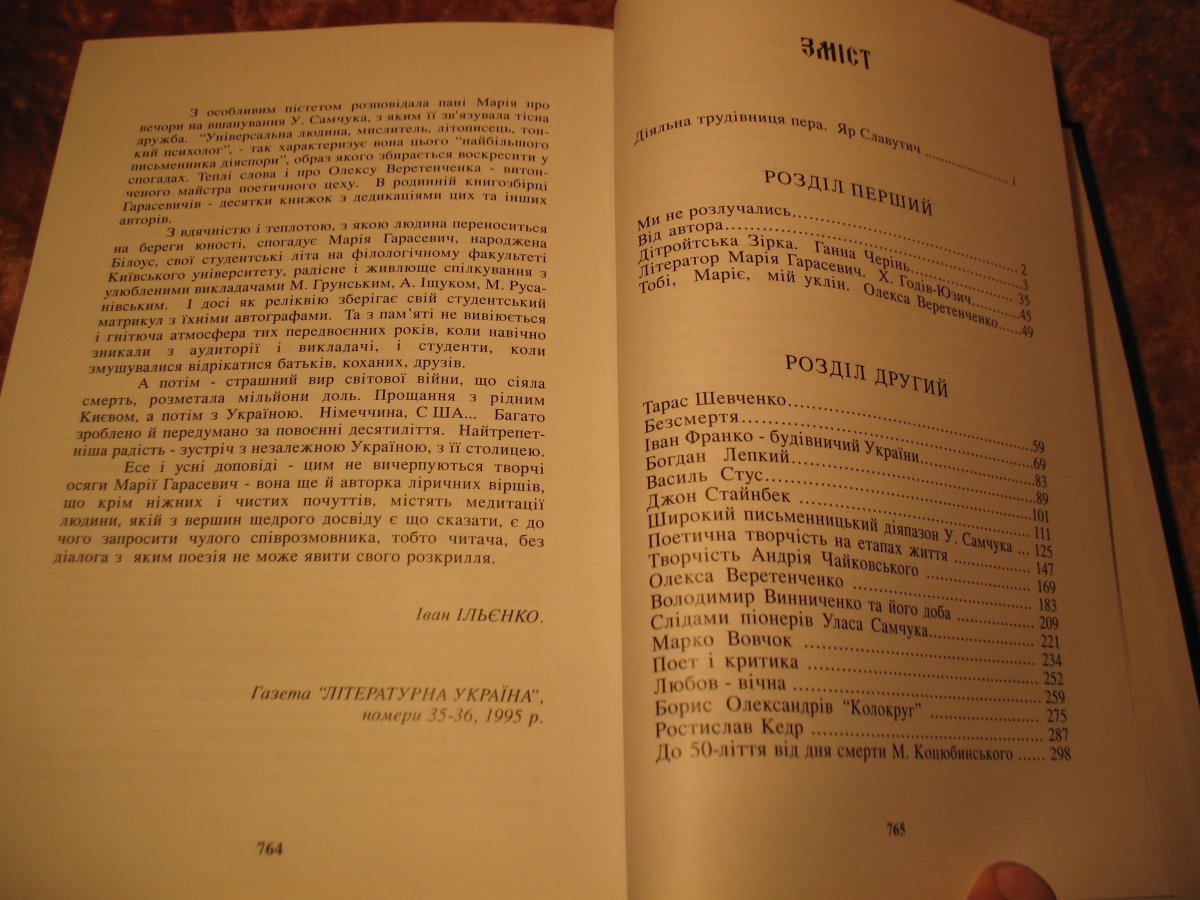 З особливим пієтетом розповідала пані Марія про
вечори на вшанування У. Самчука, з яким її зв'язувала тісна
дружба. “Універсальна людина, мислитель, літописець, тон-
кий психолог”, - так характеризує вона цього “найбільшого
письменника діяспори”, образ якого збирається воскресити у
спогадах. Теплі слова і про Олексу Веретенченка - витон-
ченого майстра поетичного цеху. В родинній книгозбірці
Гарасевичів - десятки книжок з дедикаціями цих та інших
авторів.
З вдячністю і теплотою, з якою людина переноситься
на береги юності, спогадує Марія Гарасевич, народжена
Білоус, свої студентські літа на філологічному факультеті
Київського університету, радісне і живлюще спілкування з
улюбленими викладачами М. Грунським, А. Іщуком, М. Руса-
нівським. І досі як реліквію зберігає свій студентський
матрикул з їхніми автографами. Та з пам'яті не вивіюється
і гнітюча атмосфера тих передвоєнних років, коли навічно
зникали з аудиторії і викладачі, і студенти, коли
змушувалися відрікатися батьків, коханих, друзів.
А потім - страшний вир світової війни, що сіяла
смерть, розметала мільйони доль. Прощання з рідним
Києвом, а потім з Україною. Німеччина, С ША... Багато
зроблено й передумано за повоєнні десятиліття. Найтрепет-
ніша радість - зустріч з незалежною Україною, з її столицею.
Есе і усні доповіді - цим не вичерпуються творчі
осяги Марії Гарасевич - вона ще й авторка ліричних віршів,
що крім ніжних і чистих почуттів, містять медитації
людини, якій з вершин щедрого досвіду є що сказати, є до
чого запросити чулого співрозмовника, тобто читача, без
діалога з яким поезія не може явити свого розкрилля.
Іван ІЛЬЄНКО.
Газета “ЛІТЕРАТУРНА УКРАЇНА”,
номери 35-36, 1995 р.
764
ЗМІСТ
Діяльна трудівниця пера. Яр Славутич .................... i
РОЗДІЛ ПЕРШИЙ
Ми не розлучались.................................... 2
Від автора............................................3
Дітройтська Зірка. Ганна Черінь.................. 35
Літератор Марія Гарасевич. Х. Годів-Юзич.........45
Тобі, Маріє, мій уклін. Олекса Веретенченко.....49
РОЗДІЛ ДРУГИЙ
Тарас Шевченко.......................................59
Безсмертя............................................69
Іван Франко - будівничий України..................83
Богдан Лепкий........................................89
Василь Стус.........................................101
Джон Стайнбек ...................................... 111
Широкий письменницький діапазон У. Самчука ... 125
Поетична творчість на етапах життя ............. 147
Творчість Андрія Чайковського .................. 169
Олекса Веретенченко ............................. 183
Володимир Винниченко та його доба ............... 209
Слідами піонерів Уласа Самчука................... 221
Марко Вовчок .................................... 234
Поет і критика .................................. 252
Любов - вічна ................................... 259
Борис Олександрів “Колокруг” .................... 275
Ростислав Кедр .................................. 287
До 50-ліття від дня смерти М. Коцюбинського ...... 298
765